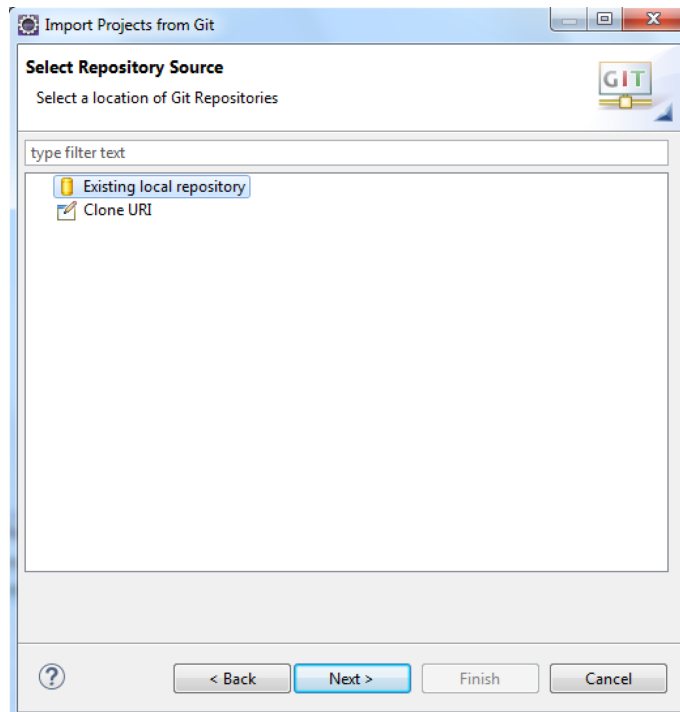 Import Projects from Git
Select Repository Source
Select a location of Git Repositories
GIT
type filter text
Existing local repository
Clone URI
?
< Back
Next >
Finish
Cancel